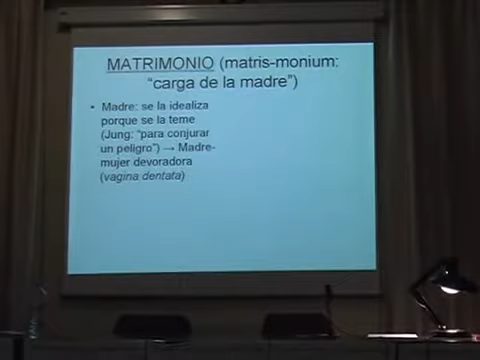 MATRIMONIO (matris-monium:
“carga de la madre”)
• Madre: se la idealiza
porque se la teme
(Jung: “para conjurar
un peligro”) → Madre-
mujer devoradora
(vagina dentata)